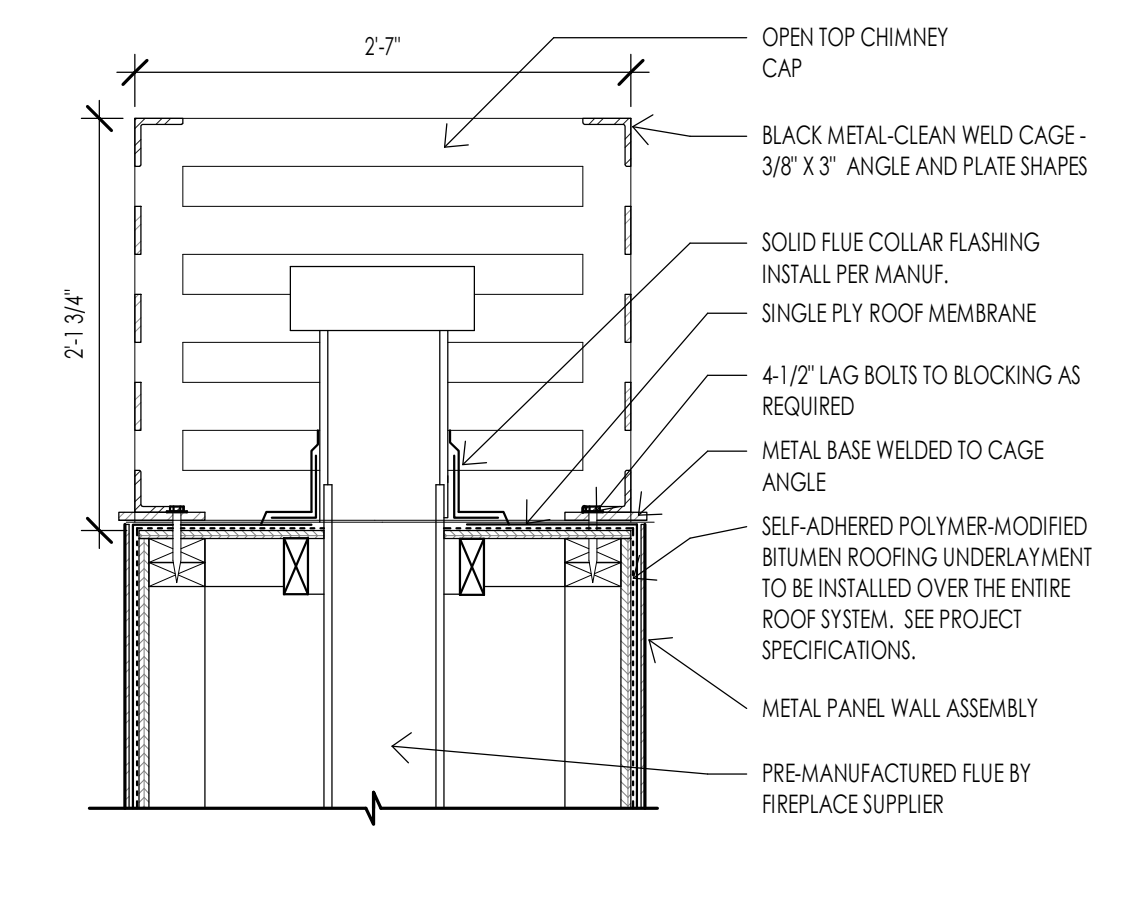 2'-7"
2'-1 3/4"
OPEN TOP CHIMNEY
CAP
BLACK METAL-CLEAN WELD CAGE -
3/8" X 3" ANGLE AND PLATE SHAPES
SOLID FLUE COLLAR FLASHING
INSTALL PER MANUF.
SINGLE PLY ROOF MEMBRANE
4-1/2" LAG BOLTS TO BLOCKING AS
REQUIRED
METAL BASE WELDED TO CAGE
ANGLE
SELF-ADHERED POLYMER-MODIFIED
BITUMEN ROOFING UNDERLAYMENT
TO BE INSTALLED OVER THE ENTIRE
ROOF SYSTEM. SEE PROJECT
SPECIFICATIONS.
METAL PANEL WALL ASSEMBLY
PRE-MANUFACTURED FLUE BY
FIREPLACE SUPPLIER